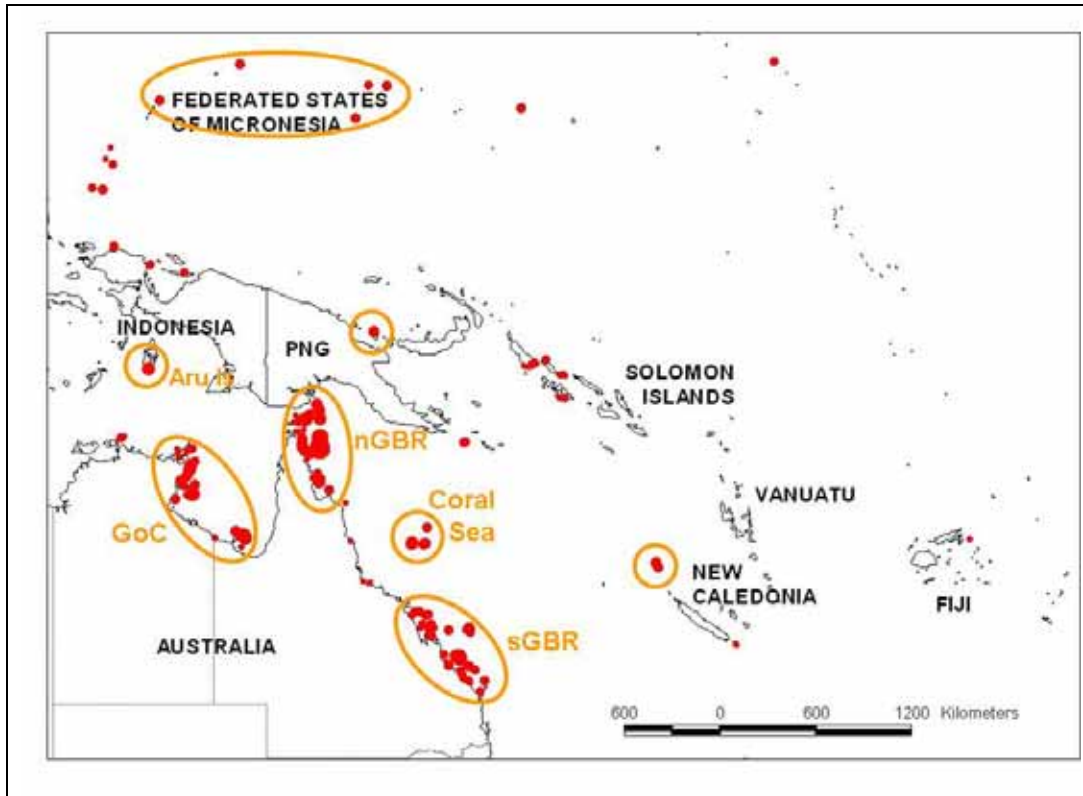 FEDERATED STATES
OF MICRONESIA
INDONESIA
PNG
Aru Is
SOLOMON
ISLANDS
nGBR
Coral
Sea
VANUATU
GoC
NEW
CALEDONIA
FIJI
AUSTRALIA
sGBR
600 0 600 1200 Kilometers